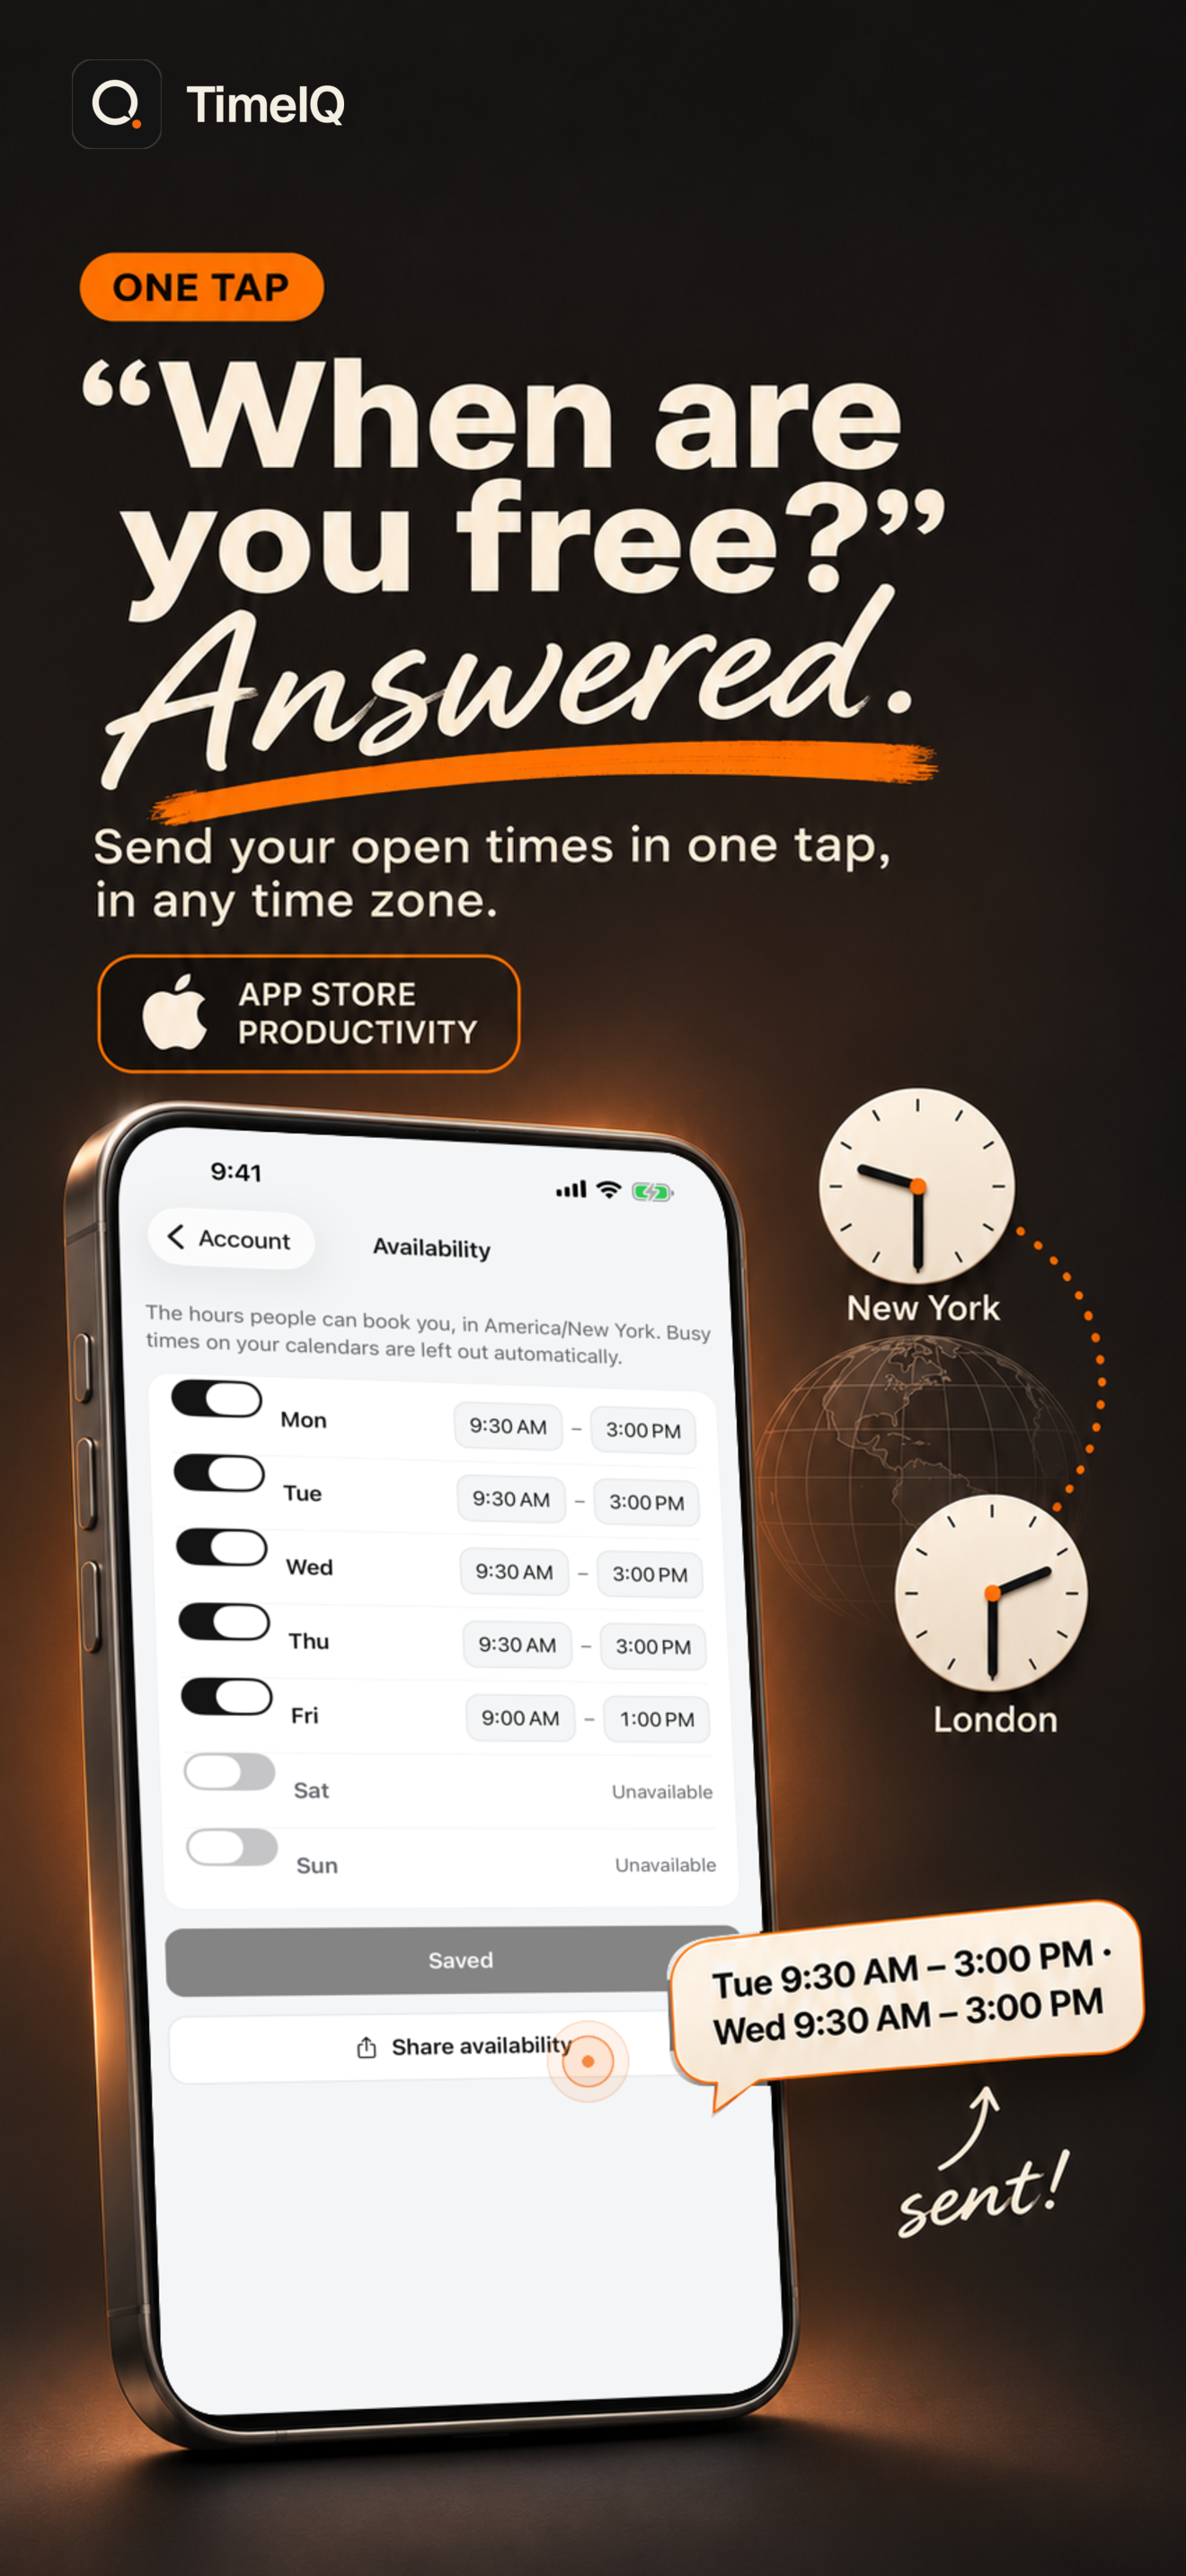 TimeIQ
ONE TAP
“When are
you free?”
Answered.
Send your open times in one tap,
in any time zone.
APP STORE
PRODUCTIVITY
9:41
Account
Availability
The hours people can book you, in America/New York. Busy
times on your calendars are left out automatically.
Mon 9:30 AM – 3:00 PM
Tue 9:30 AM – 3:00 PM
Wed 9:30 AM – 3:00 PM
Thu 9:30 AM – 3:00 PM
Fri 9:00 AM – 1:00 PM
Sat Unavailable
Sun Unavailable
Saved
Share availability
New York
London
Tue 9:30 AM – 3:00 PM ·
Wed 9:30 AM – 3:00 PM
sent!